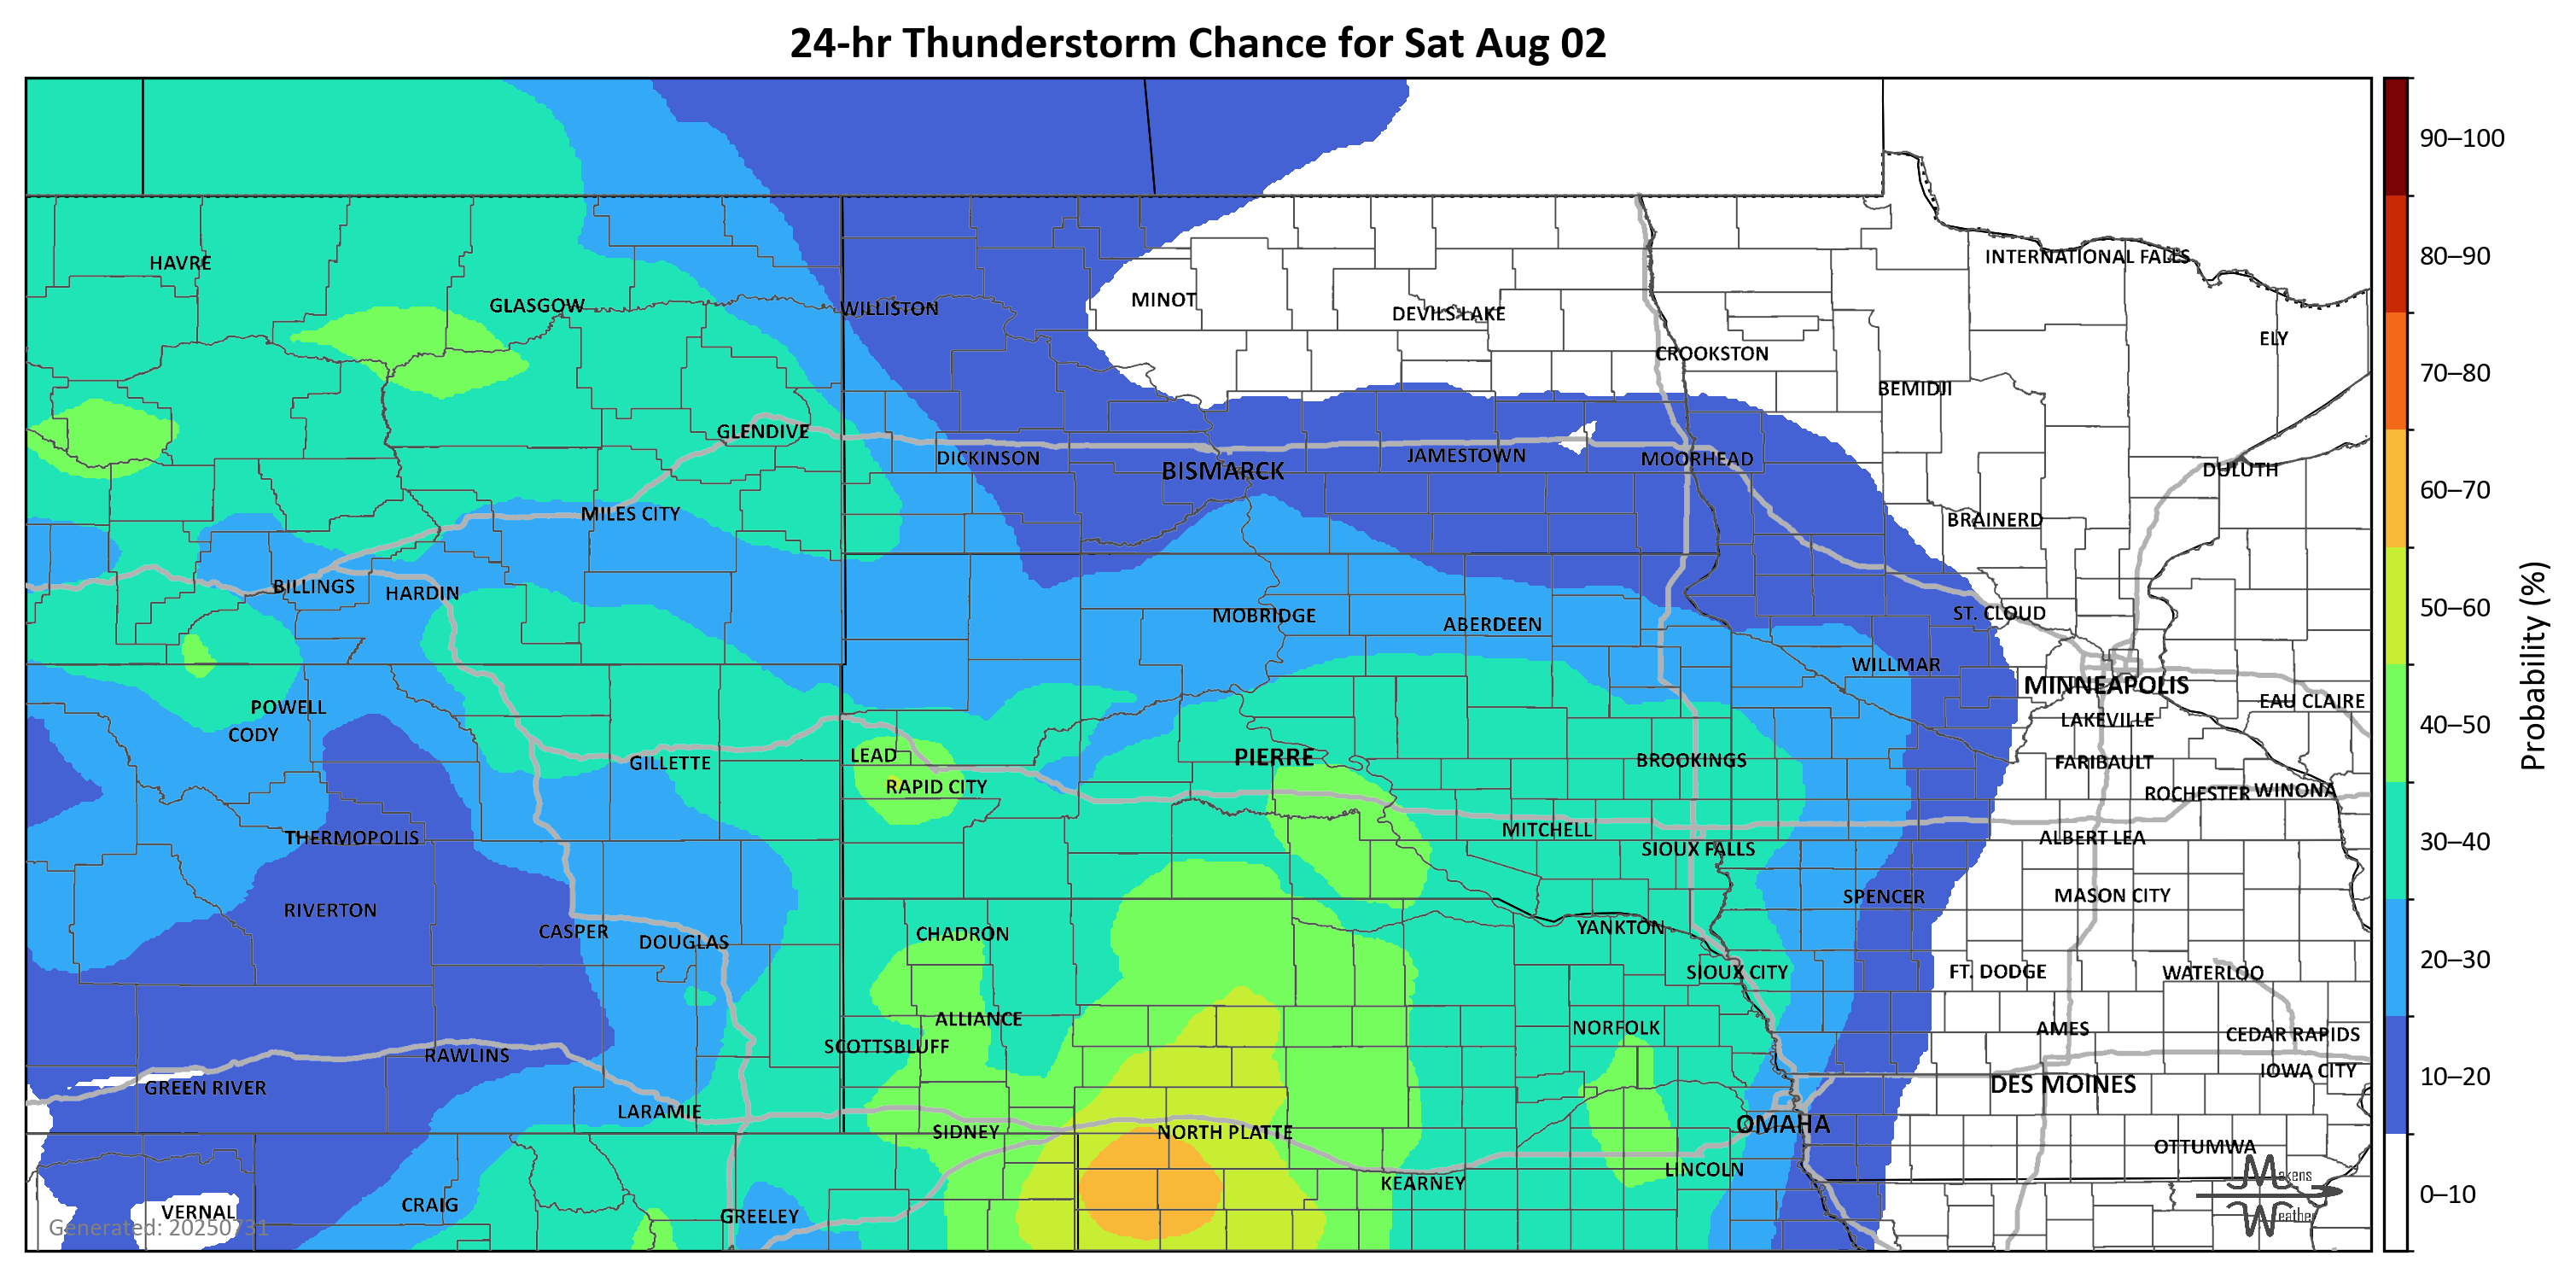 24-hr Thunderstorm Chance for Sat Aug 02
90–100
80–90
70–80
60–70
50–60
40–50
30–40
20–30
10–20
0–10
Probability (%)
HAVRE
GLASGOW
WILLISTON
MINOT
DEVILS LAKE
CROOKSTON
INTERNATIONAL FALLS
ELY
BEMIDJI
GLENDIVE
DICKINSON
BISMARCK
JAMESTOWN
MOORHEAD
DULUTH
MILES CITY
BRAINERD
BILLINGS
HARDIN
MOBRIDGE
ABERDEEN
ST. CLOUD
WILLMAR
MINNEAPOLIS
EAU CLAIRE
POWELL
CODY
LAKEVILLE
GILLETTE
LEAD
RAPID CITY
PIERRE
BROOKINGS
FARIBAULT
ROCHESTER
WINONA
THERMOPOLIS
MITCHELL
SIOUX FALLS
ALBERT LEA
RIVERTON
CASPER
DOUGLAS
CHADRON
YANKTON
SPENCER
MASON CITY
SIOUX CITY
FT. DODGE
WATERLOO
ALLIANCE
SCOTTSBLUFF
NORFOLK
AMES
CEDAR RAPIDS
RAWLINS
GREEN RIVER
IOWA CITY
DES MOINES
LARAMIE
SIDNEY
NORTH PLATTE
OMAHA
OTTUMWA
LINCOLN
KEARNEY
CRAIG
VERNAL
GREELEY
Generated: 20250731
Makens
Weather